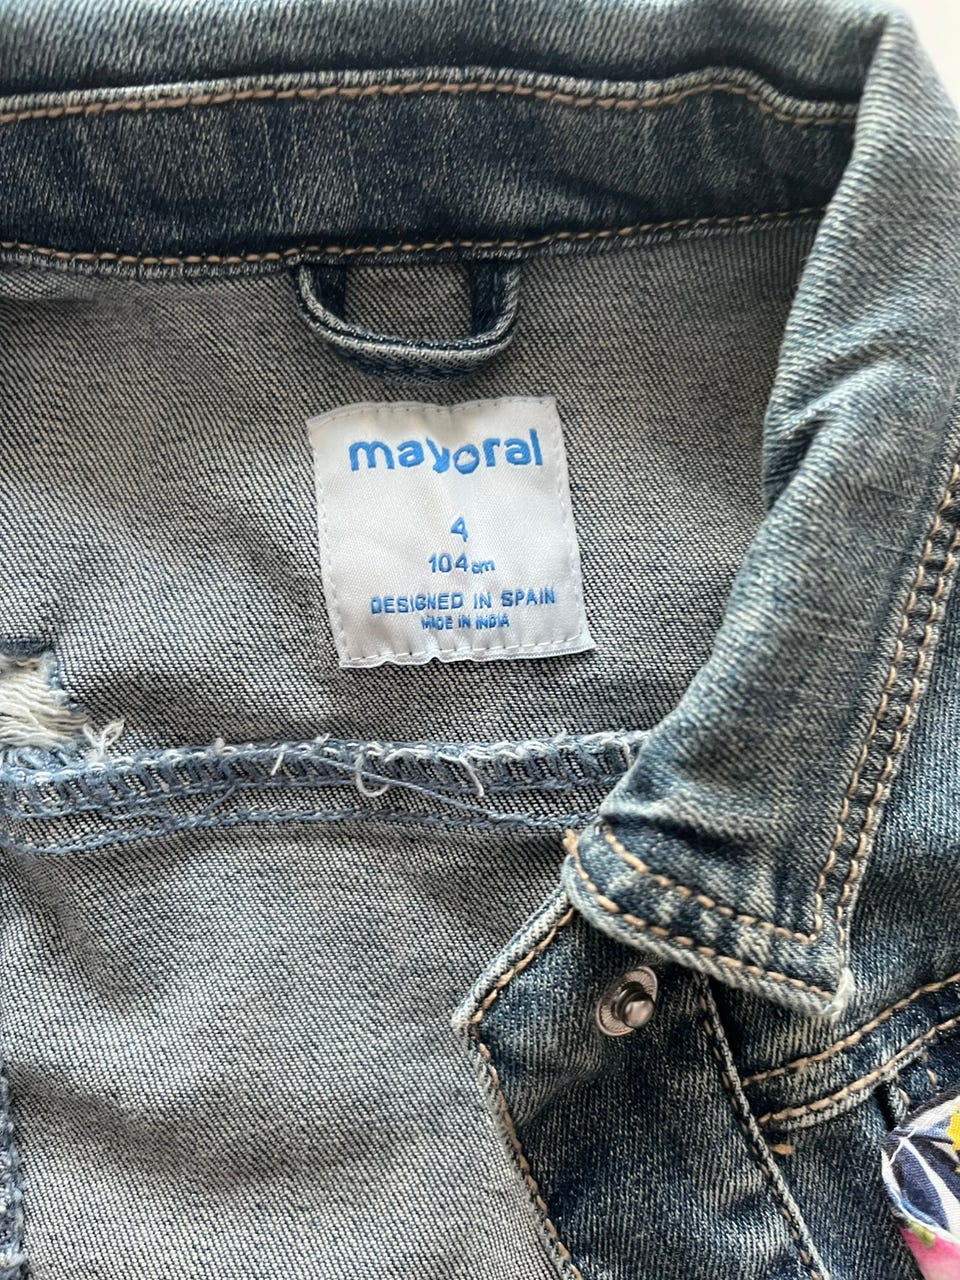 mayoral
4
104cm
DESIGNED IN SPAIN
MADE IN INDIA